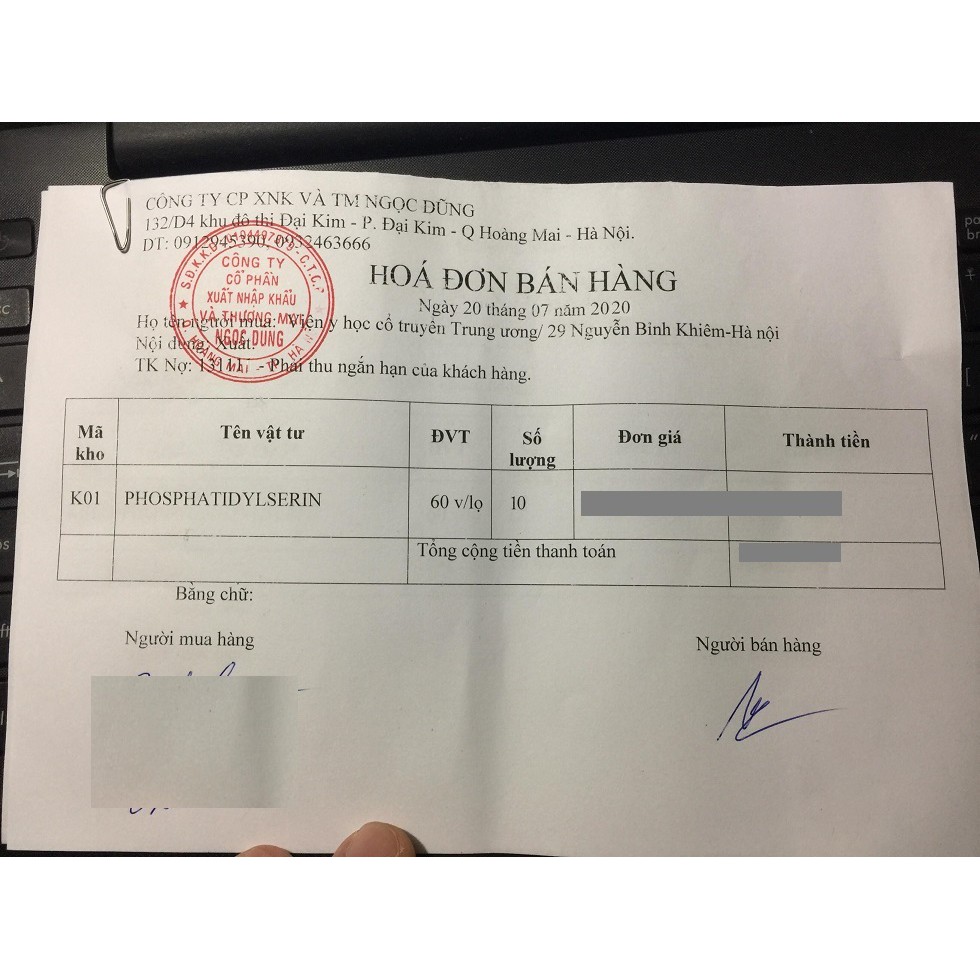 CÔNG TY CP XNK VÀ TM NGỌC DŨNG
132/D4 khu đô thị Đại Kim - P. Đại Kim - Q Hoàng Mai - Hà Nội.
DT: 0912945390, 0932463666
CÔNG TY
CỔ PHẦN
XUẤT NHẬP KHẨU
VÀ THƯƠNG MẠI
NGỌC DŨNG
HOÁ ĐƠN BÁN HÀNG
Ngày 20 tháng 07 năm 2020
Họ tên người mua: Viện y học cổ truyền Trung ương/ 29 Nguyễn Bỉnh Khiêm-Hà nội
Nội dung: Xuất
TK Nợ: - Phải thu ngắn hạn của khách hàng.
Mã kho Tên vật tư ĐVT Số lượng Đơn giá Thành tiền
K01 PHOSPHATIDYLSERIN 60 v/lọ 10
Tổng cộng tiền thanh toán
Bằng chữ:
Người mua hàng Người bán hàng